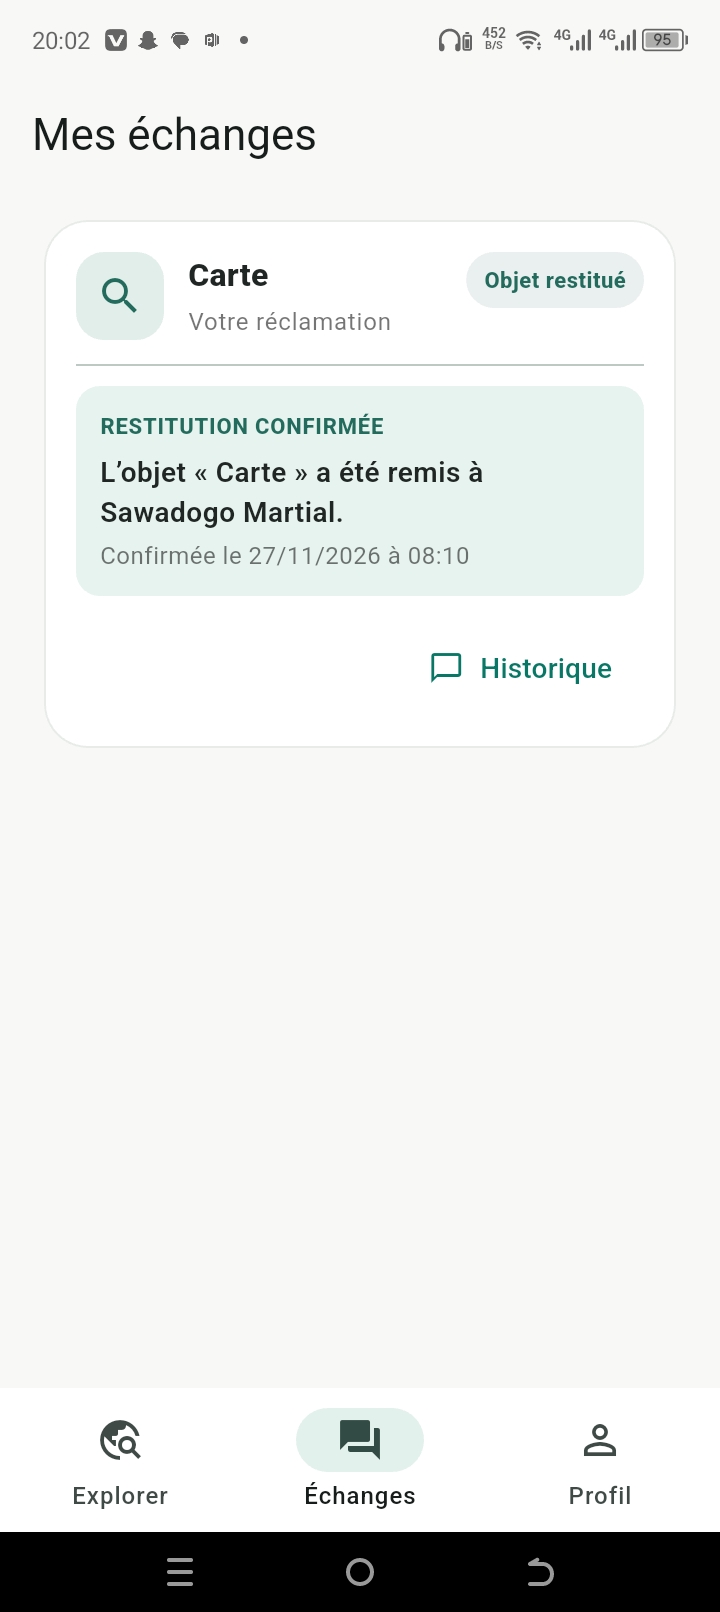 20:02
452
B/S
4G
4G
95
Mes échanges
Carte
Objet restitué
Votre réclamation
RESTITUTION CONFIRMÉE
L’objet « Carte » a été remis à
Sawadogo Martial.
Confirmée le 27/11/2026 à 08:10
Historique
Explorer
Échanges
Profil